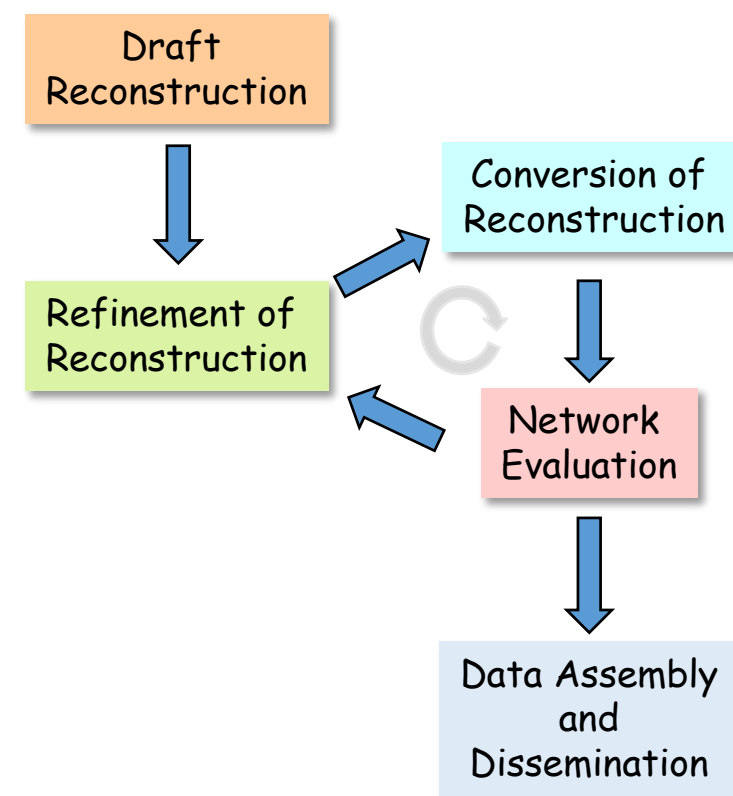 Draft
Reconstruction
Conversion of
Reconstruction
Refinement of
Reconstruction
Network
Evaluation
Data Assembly
and
Dissemination